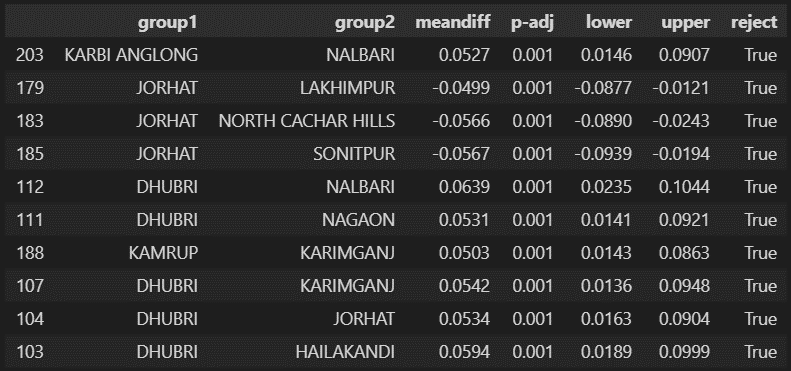 group1 group2 meandiff p-adj lower upper reject
203 KARBI ANGLONG NALBARI 0.0527 0.001 0.0146 0.0907 True
179 JORHAT LAKHIMPUR -0.0499 0.001 -0.0877 -0.0121 True
183 JORHAT NORTH CACHAR HILLS -0.0566 0.001 -0.0890 -0.0243 True
185 JORHAT SONITPUR -0.0567 0.001 -0.0939 -0.0194 True
112 DHUBRI NALBARI 0.0639 0.001 0.0235 0.1044 True
111 DHUBRI NAGAON 0.0531 0.001 0.0141 0.0921 True
188 KAMRUP KARIMGANJ 0.0503 0.001 0.0143 0.0863 True
107 DHUBRI KARIMGANJ 0.0542 0.001 0.0136 0.0948 True
104 DHUBRI JORHAT 0.0534 0.001 0.0163 0.0904 True
103 DHUBRI HAILAKANDI 0.0594 0.001 0.0189 0.0999 True